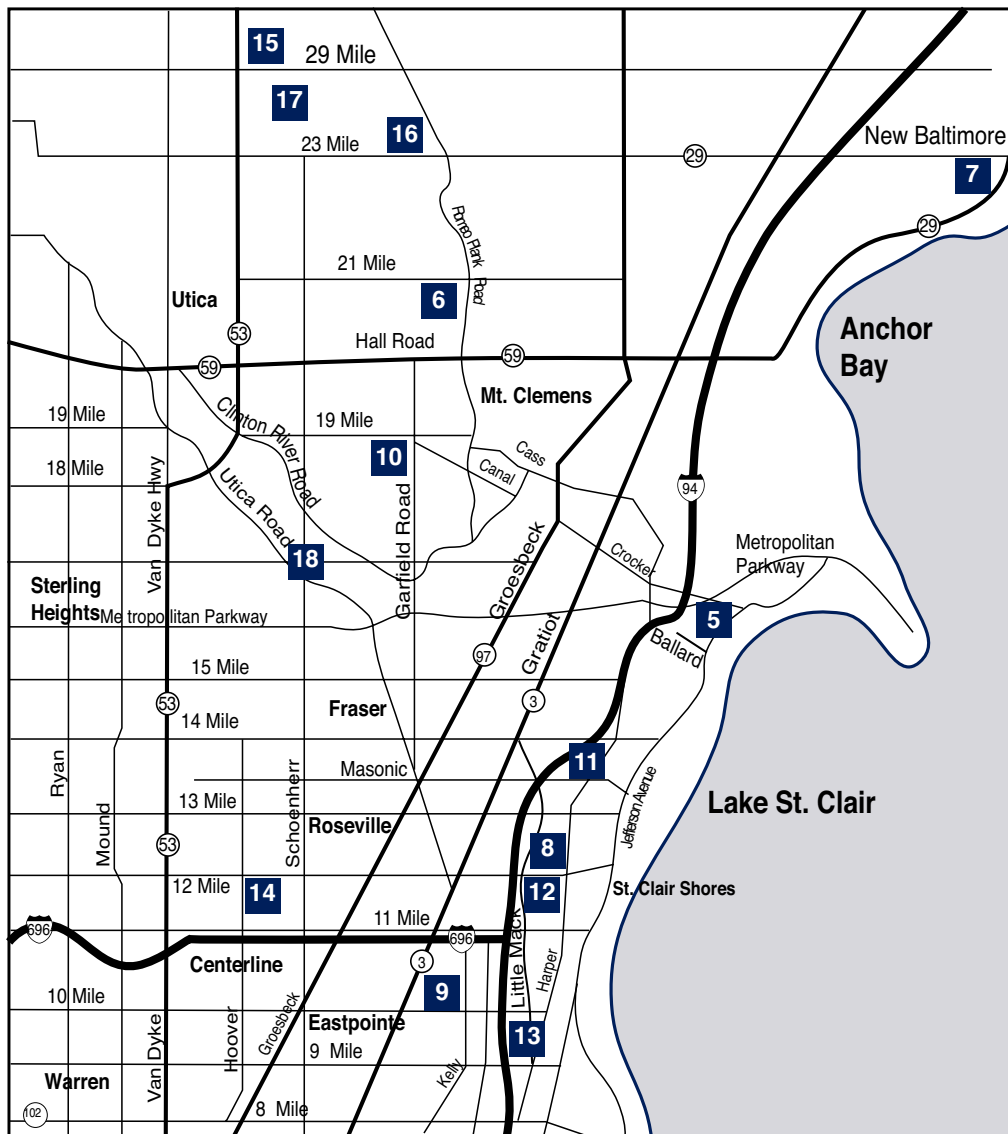 15
29 Mile
17
16
23 Mile
29
New Baltimore
7
Romeo Plank Road
29
21 Mile
6
Utica
53
Anchor
Bay
Hall Road
59
59
Mt. Clemens
19 Mile
Clinton River Road
19 Mile
Cass
10
Canal
18 Mile
Van Dyke Hwy
Utica Road
Garfield Road
94
Groesbeck
Crocker
Metropolitan
Parkway
18
Sterling
Heights
Me tropolitan Parkway
5
Ballard
Gratiot
97
15 Mile
3
53
Fraser
14 Mile
11
Ryan
Masonic
13 Mile
Schoenherr
Mound
Jefferson Avenue
Lake St. Clair
Roseville
53
8
12 Mile
14
12
St. Clair Shores
11 Mile
696
696
Little Mack
Harper
Centerline
3
9
10 Mile
Van Dyke
Hoover
Groesbeck
Eastpointe
13
9 Mile
Kelly
Warren
102
8 Mile